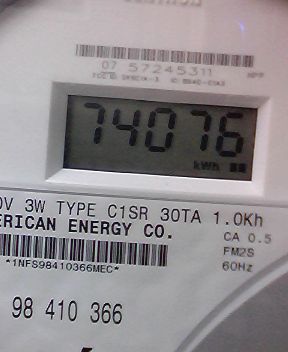 07 57245311
74076
kWh
V 3W TYPE C1SR 30TA 1.0Kh
ERICAN ENERGY CO.
CA 0.5
*1NFS98410366MEC*
FM2S
60Hz
98 410 366